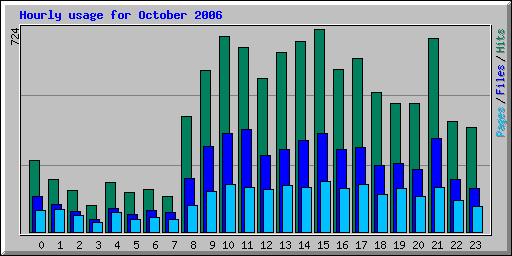 Hourly usage for October 2006
724
Pages / Files / Hits
0 1 2 3 4 5 6 7 8 9 10 11 12 13 14 15 16 17 18 19 20 21 22 23